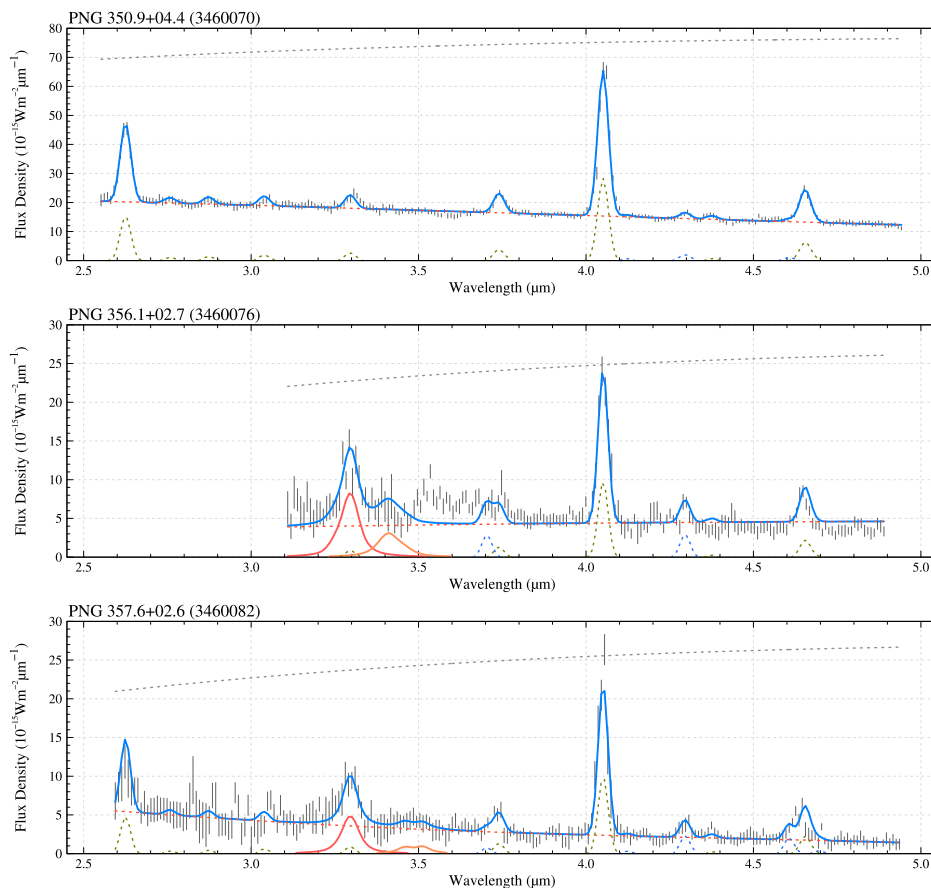 PNG 350.9+04.4 (3460070)
80
70
60
50
40
30
20
10
0
Flux Density (10⁻¹⁵Wm⁻²μm⁻¹)
2.5 3.0 3.5 4.0 4.5 5.0
Wavelength (μm)
PNG 356.1+02.7 (3460076)
30
25
20
15
10
5
0
Flux Density (10⁻¹⁵Wm⁻²μm⁻¹)
2.5 3.0 3.5 4.0 4.5 5.0
Wavelength (μm)
PNG 357.6+02.6 (3460082)
30
25
20
15
10
5
0
Flux Density (10⁻¹⁵Wm⁻²μm⁻¹)
2.5 3.0 3.5 4.0 4.5 5.0
Wavelength (μm)